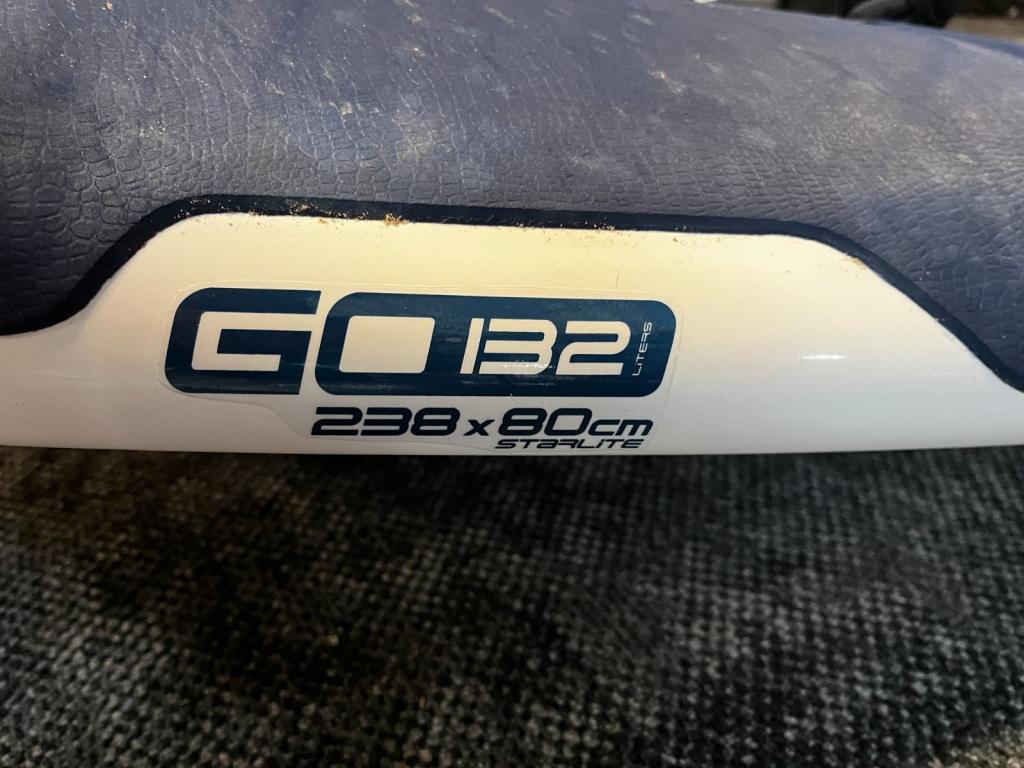 GO 132 LITERS
238 x 80cm
STARLITE